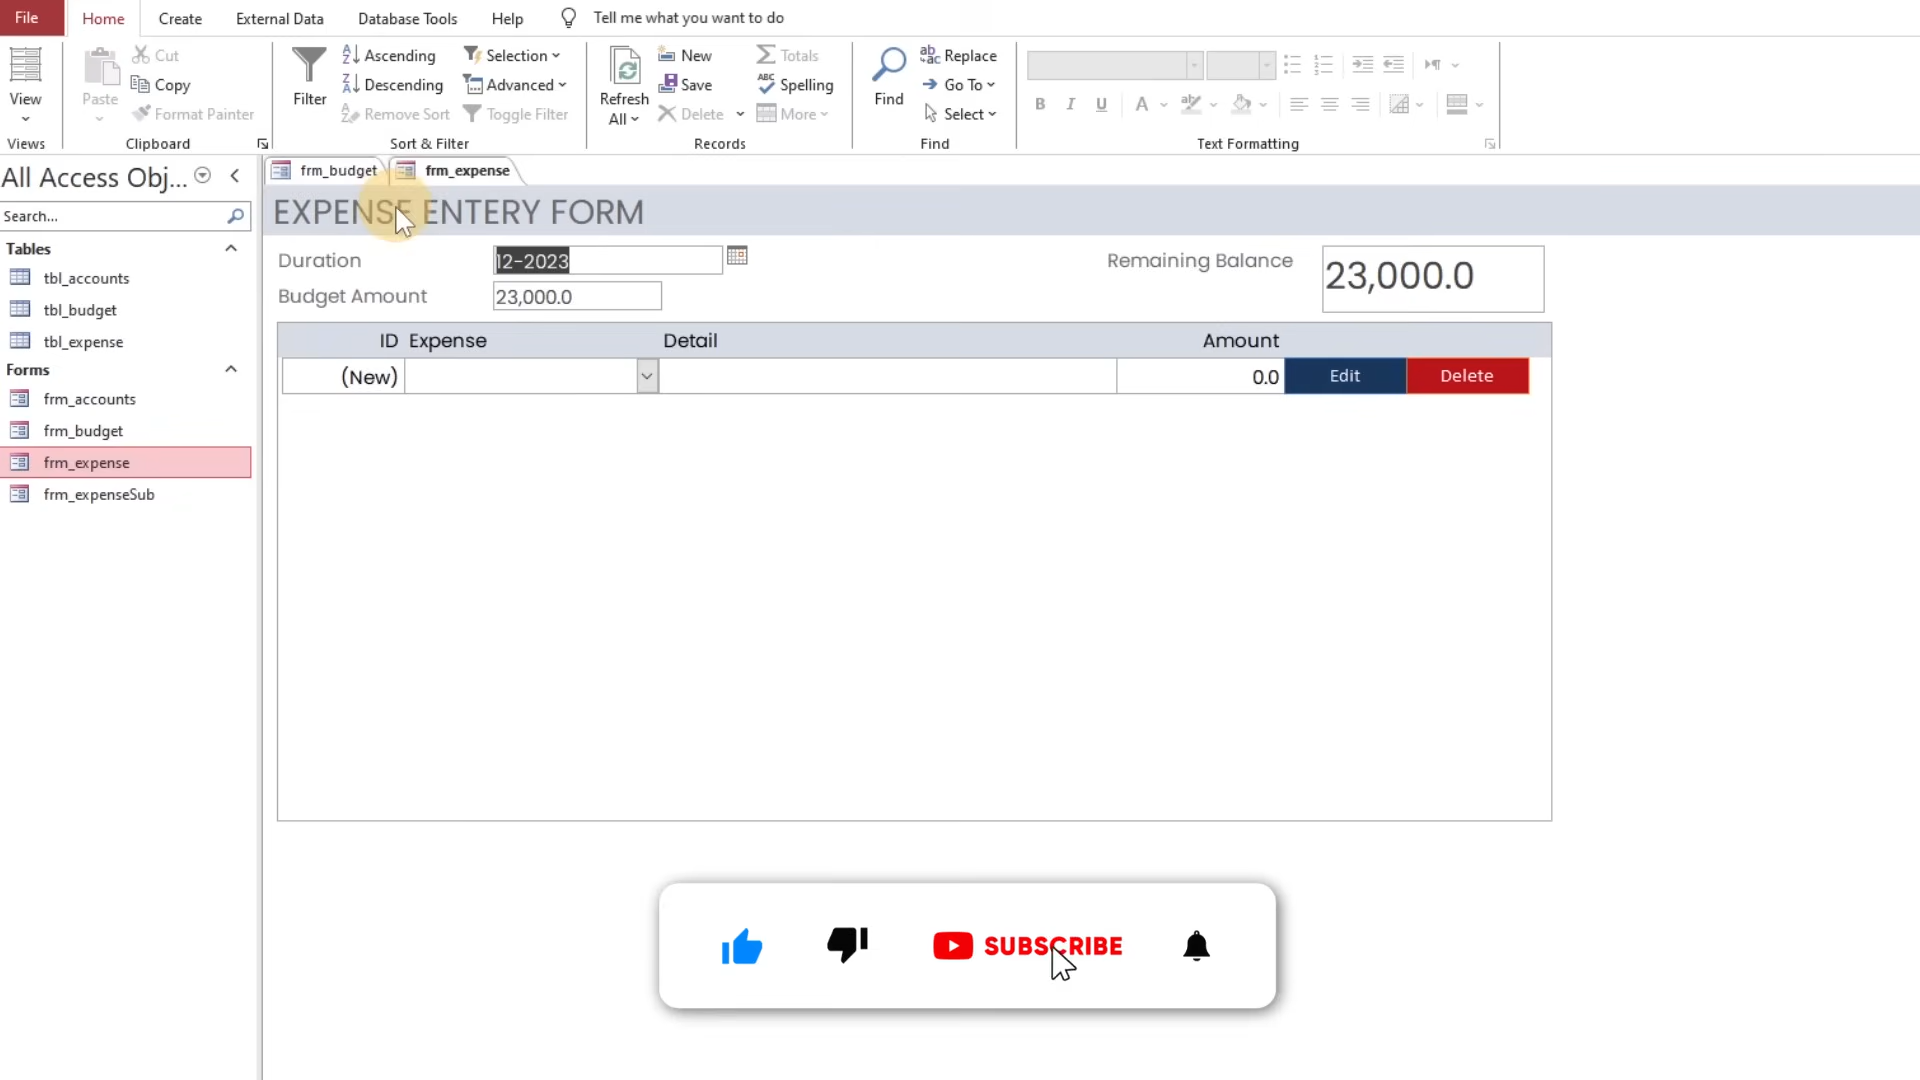 File Home Create External Data Database Tools Help Tell me what you want to do
View
Views
Paste
Cut
Copy
Format Painter
Clipboard
Filter
Ascending
Descending
Remove Sort
Selection
Advanced
Toggle Filter
Sort & Filter
Refresh
All
New
Save
Delete
Totals
Spelling
More
Records
Find
Replace
Go To
Select
Find
B I U A
Text Formatting
All Access Obj...
Search...
Tables
tbl_accounts
tbl_budget
tbl_expense
Forms
frm_accounts
frm_budget
frm_expense
frm_expenseSub
frm_budget frm_expense
EXPENSE ENTERY FORM
Duration 12-2023 Remaining Balance 23,000.0
Budget Amount 23,000.0
ID Expense Detail Amount
(New) 0.0 Edit Delete
SUBSCRIBE